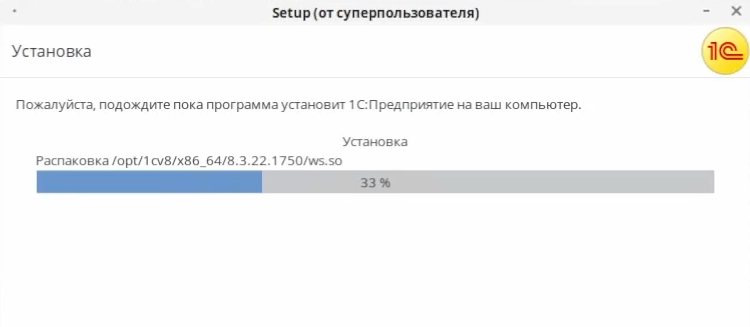 Setup (от суперпользователя)
Установка
1С
Пожалуйста, подождите пока программа установит 1С:Предприятие на ваш компьютер.
Установка
Распаковка /opt/1cv8/x86_64/8.3.22.1750/ws.so
33 %